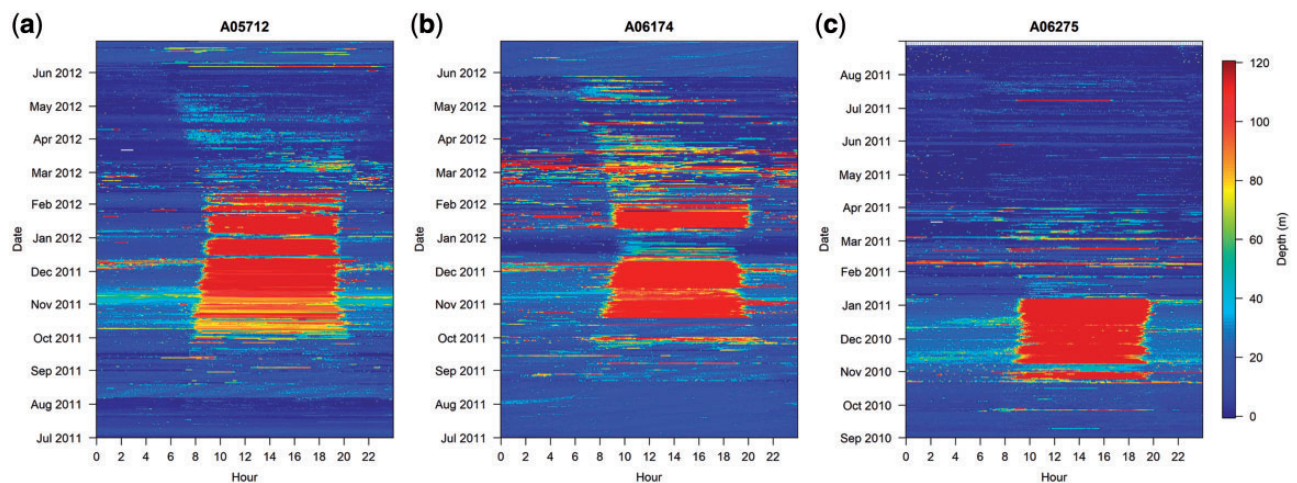 (a)
A05712
Jun 2012
May 2012
Apr 2012
Mar 2012
Feb 2012
Jan 2012
Dec 2011
Nov 2011
Oct 2011
Sep 2011
Aug 2011
Jul 2011
Date
0 2 4 6 8 10 12 14 16 18 20 22
Hour
(b)
A06174
Jun 2012
May 2012
Apr 2012
Mar 2012
Feb 2012
Jan 2012
Dec 2011
Nov 2011
Oct 2011
Sep 2011
Aug 2011
Jul 2011
Date
0 2 4 6 8 10 12 14 16 18 20 22
Hour
(c)
A06275
Aug 2011
Jul 2011
Jun 2011
May 2011
Apr 2011
Mar 2011
Feb 2011
Jan 2011
Dec 2010
Nov 2010
Oct 2010
Sep 2010
Date
0 2 4 6 8 10 12 14 16 18 20 22
Hour
120
100
80
60
40
20
0
Depth (m)